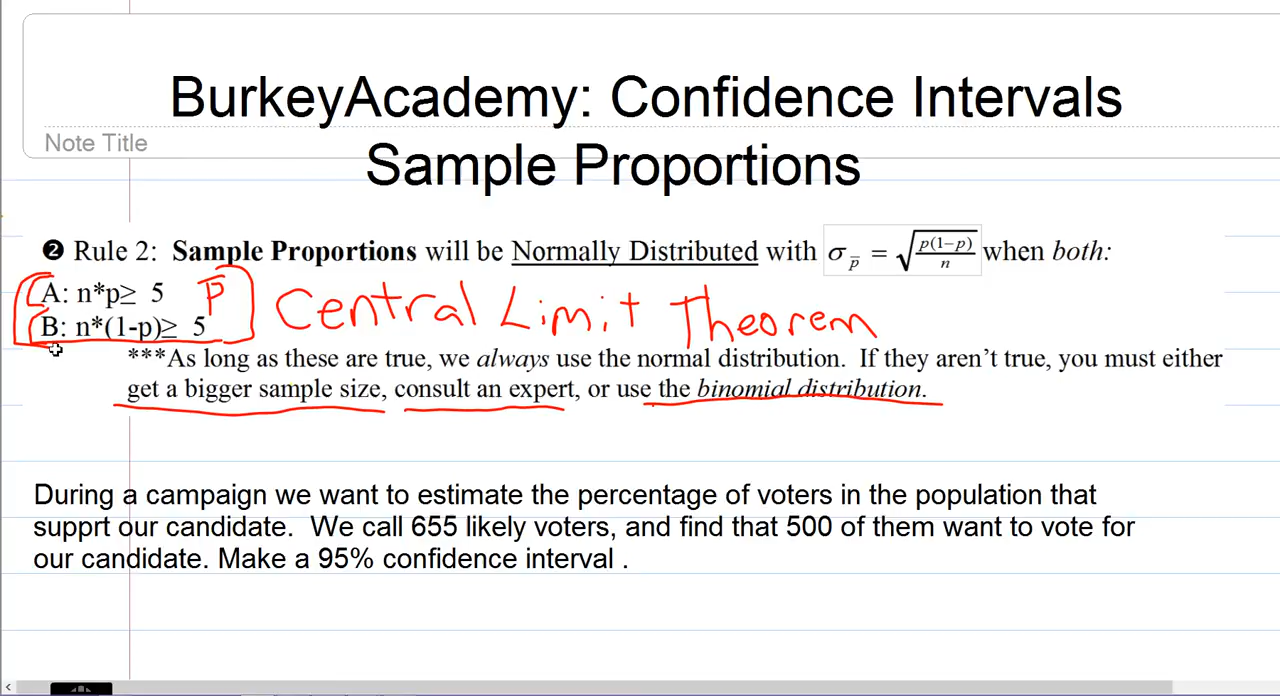 BurkeyAcademy: Confidence Intervals
Note Title
Sample Proportions
❷ Rule 2: Sample Proportions will be Normally Distributed with σ_p̅ = √(p(1−p)/n) when both:
A: n*p≥ 5 p̅
Central Limit Theorem
B: n*(1-p)≥ 5
***As long as these are true, we always use the normal distribution. If they aren't true, you must either
get a bigger sample size, consult an expert, or use the binomial distribution.
During a campaign we want to estimate the percentage of voters in the population that
supprt our candidate. We call 655 likely voters, and find that 500 of them want to vote for
our candidate. Make a 95% confidence interval .